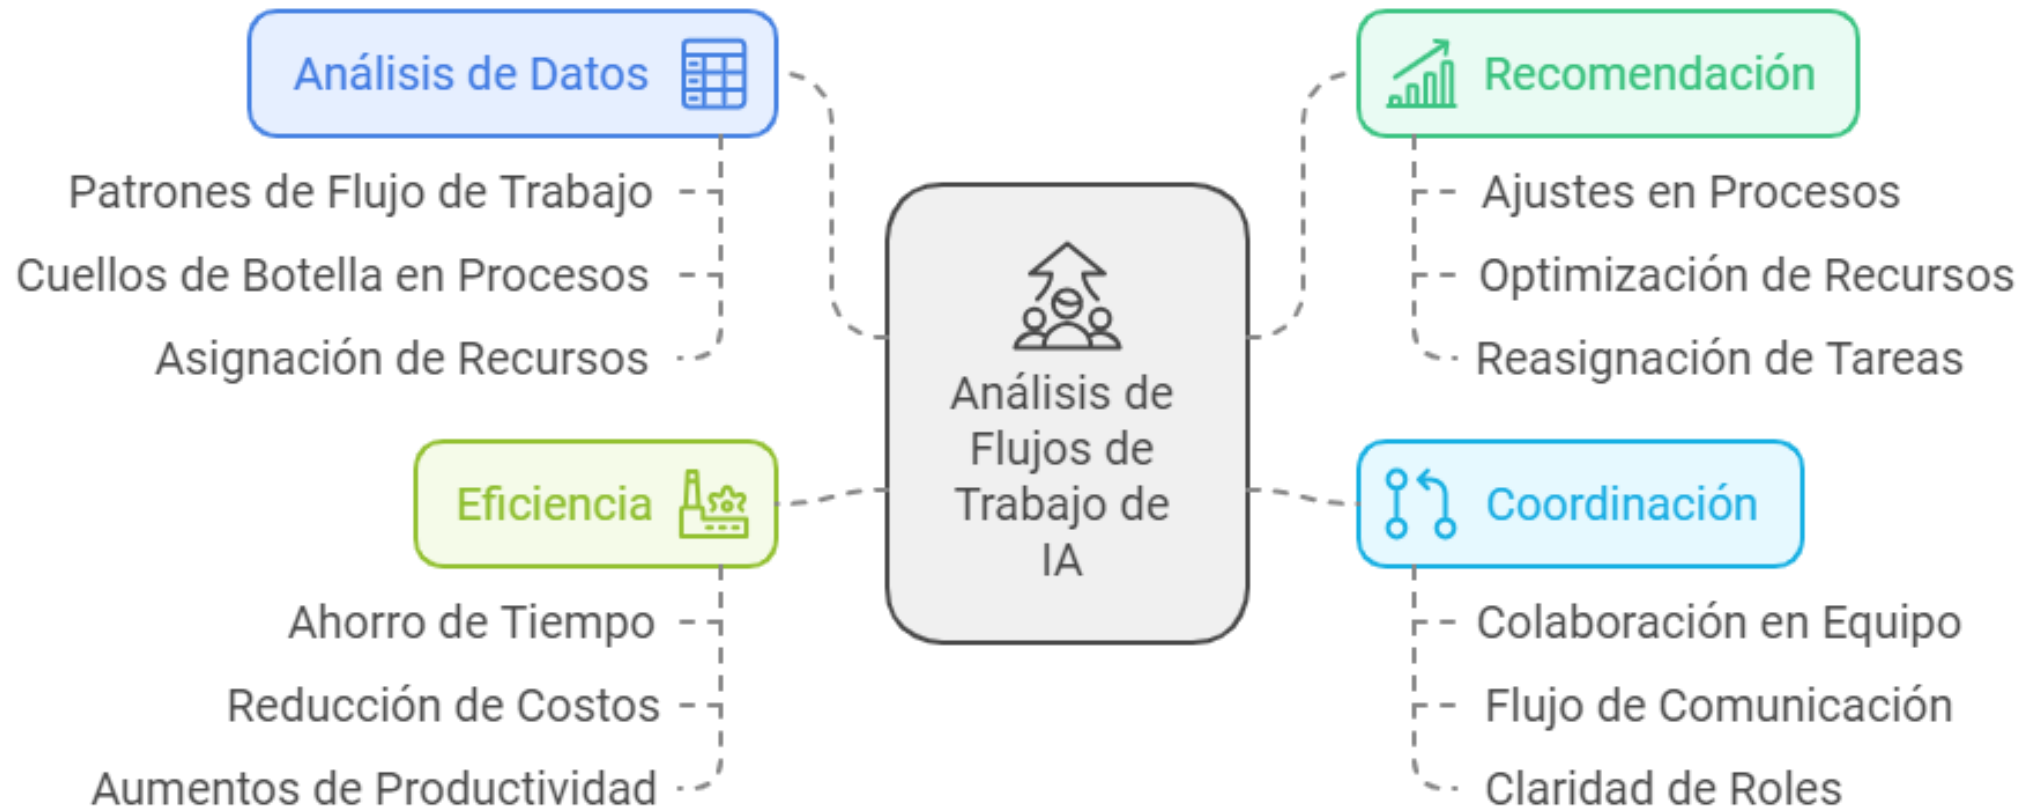 Análisis de Datos
Patrones de Flujo de Trabajo
Cuellos de Botella en Procesos
Asignación de Recursos
Eficiencia
Ahorro de Tiempo
Reducción de Costos
Aumentos de Productividad
Análisis de
Flujos de
Trabajo de
IA
Recomendación
Ajustes en Procesos
Optimización de Recursos
Reasignación de Tareas
Coordinación
Colaboración en Equipo
Flujo de Comunicación
Claridad de Roles